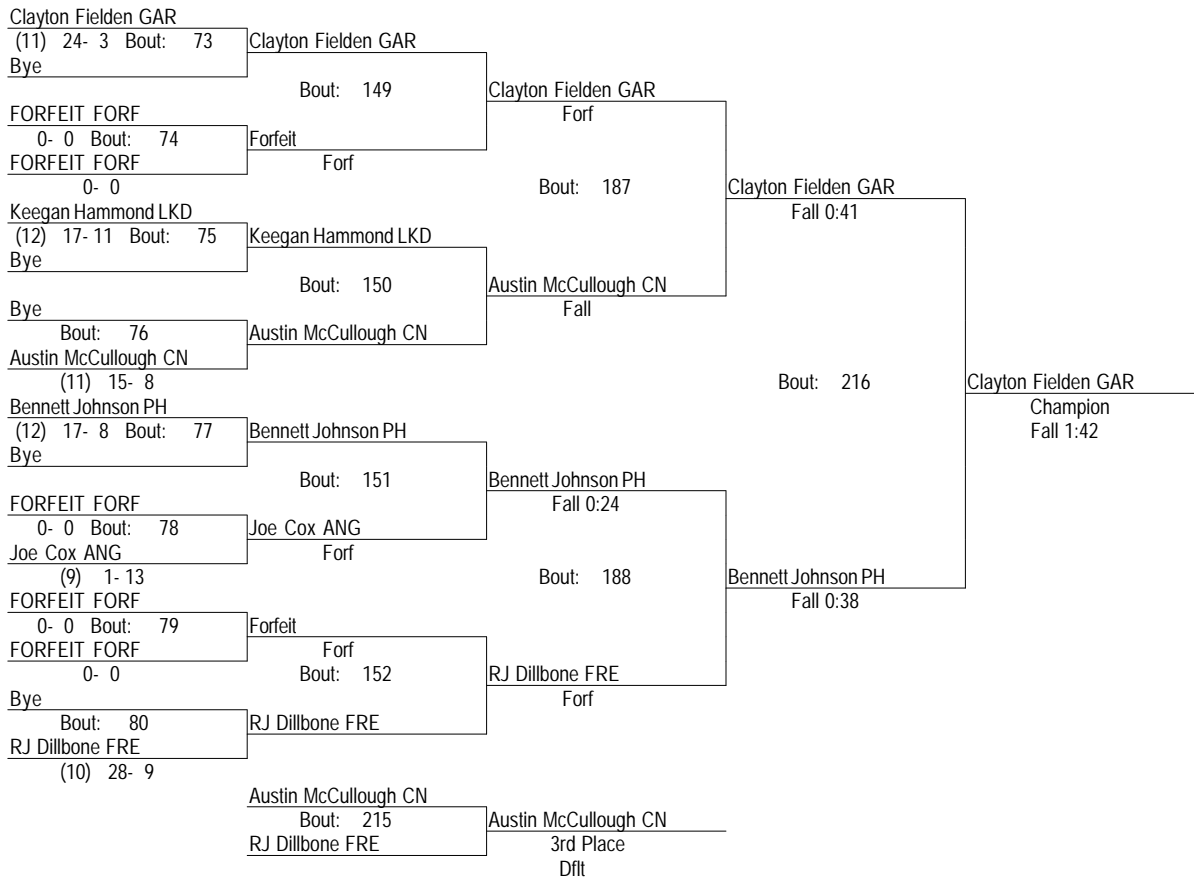 Clayton Fielden GAR
(11) 24- 3 Bout: 73
Bye
FORFEIT FORF
0- 0 Bout: 74
FORFEIT FORF
0- 0
Keegan Hammond LKD
(12) 17- 11 Bout: 75
Bye
Bye
Bout: 76
Austin McCullough CN
(11) 15- 8
Bennett Johnson PH
(12) 17- 8 Bout: 77
Bye
FORFEIT FORF
0- 0 Bout: 78
Joe Cox ANG
(9) 1- 13
FORFEIT FORF
0- 0 Bout: 79
FORFEIT FORF
0- 0
Bye
Bout: 80
RJ Dillbone FRE
(10) 28- 9
Clayton Fielden GAR
Bout: 149
Forfeit
Forf
Keegan Hammond LKD
Bout: 150
Austin McCullough CN
Bennett Johnson PH
Bout: 151
Joe Cox ANG
Forf
Forfeit
Forf
Bout: 152
RJ Dillbone FRE
Clayton Fielden GAR
Forf
Bout: 187
Austin McCullough CN
Fall
Bennett Johnson PH
Fall 0:24
Bout: 188
RJ Dillbone FRE
Forf
Clayton Fielden GAR
Fall 0:41
Bout: 216
Bennett Johnson PH
Fall 0:38
Clayton Fielden GAR
Champion
Fall 1:42
Austin McCullough CN
Bout: 215
RJ Dillbone FRE
Austin McCullough CN
3rd Place
Dflt